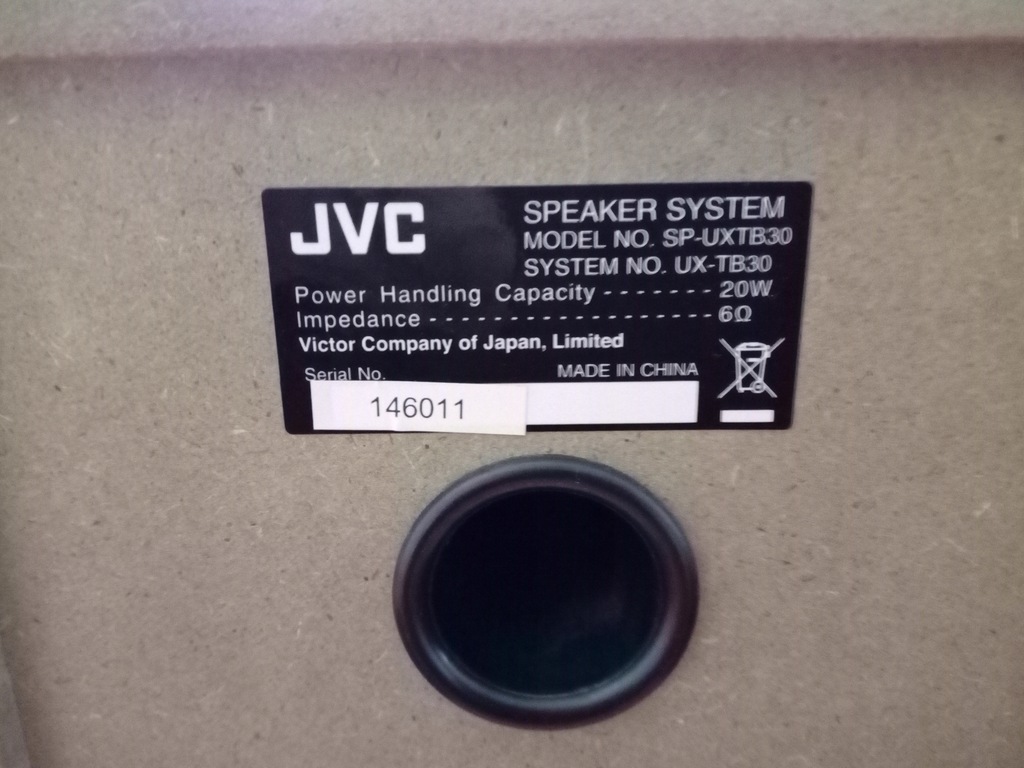 JVC
SPEAKER SYSTEM
MODEL NO. SP-UXTB30
SYSTEM NO. UX-TB30
Power Handling Capacity - - - - - - - 20W
Impedance - - - - - - - - - - - - - - - - - - 6Ω
Victor Company of Japan, Limited
Serial No. MADE IN CHINA
146011